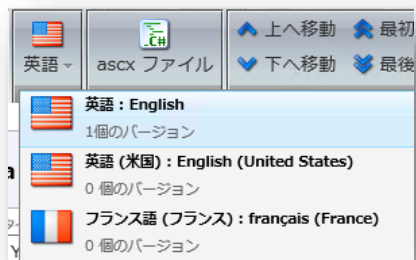 C#
上へ移動 最初
英語 ascx ファイル 下へ移動 最後
英語 : English
1個のバージョン
英語 (米国) : English (United States)
0 個のバージョン
フランス語 (フランス) : français (France)
0 個のバージョン